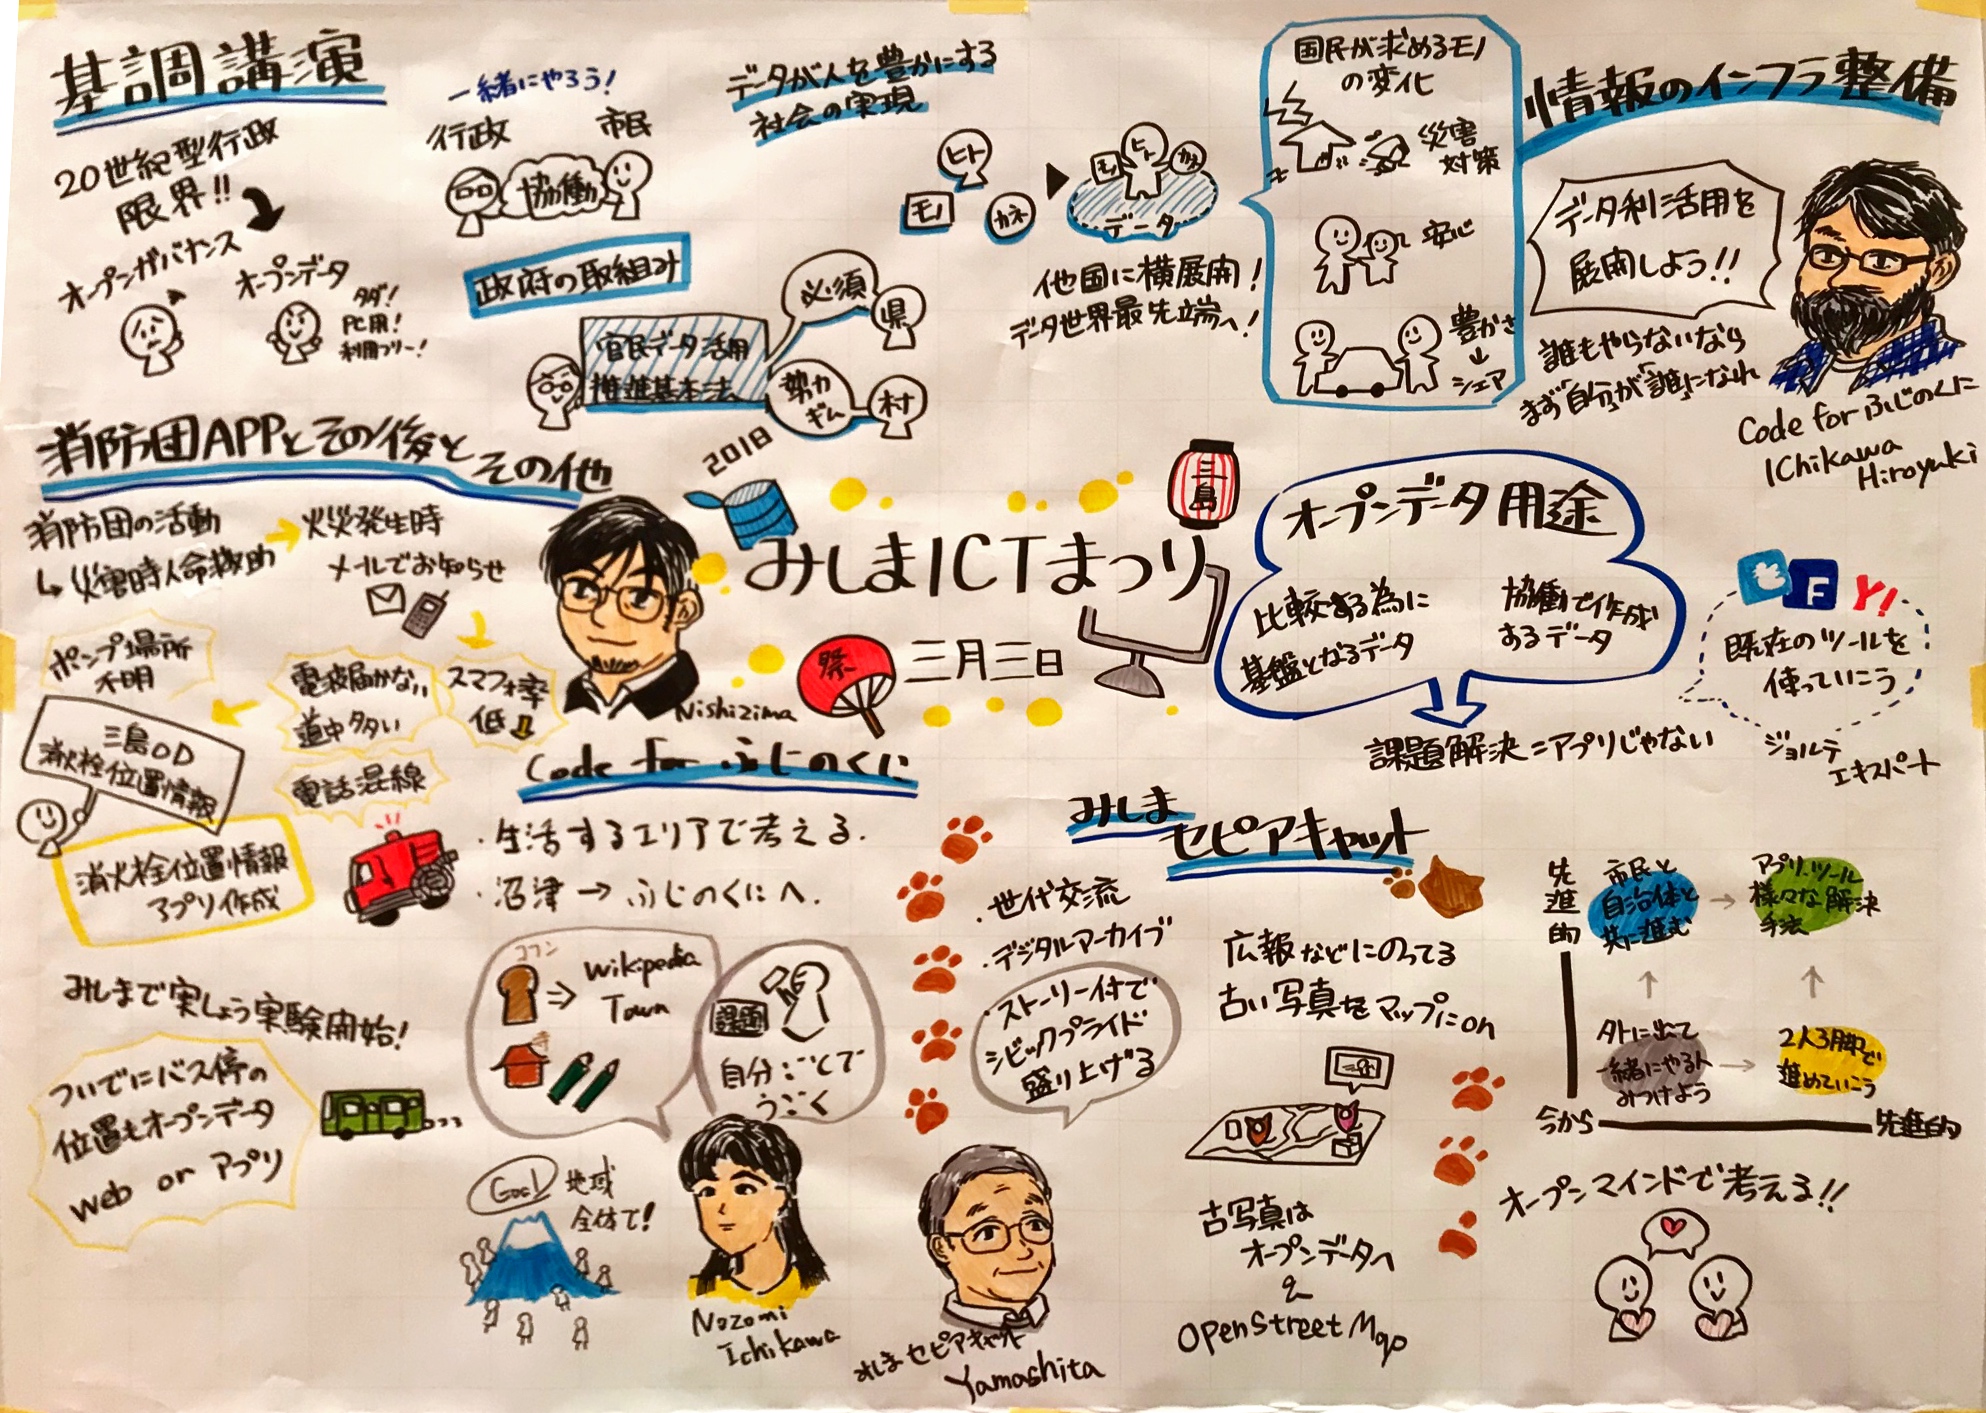 基調講演
20世紀型行政
限界!!
オープンガバナンス
オープンデータ
タダ!
PC用!
利用フリー!
一緒にやろう!
行政
市民
協働
政府の取組み
官民データ活用
推進基本法
必須
県
努力
ギム
村
データが人を豊かにする
社会の実現
ヒト
モノ
カネ
モノ
ヒト
カネ
データ
他国に横展開!
データ世界最先端へ!
国民が求めるモノ
の変化
災害
対策
安心
豊かさ
シェア
情報のインフラ整備
データ利活用を
展開しよう!!
誰もやらないなら
まず「自分」が「誰」になれ
Code for ふじのくに
IChikawa
Hiroyuki
消防団APPとその後と
その他
消防団の活動
災害時人命救助
火災発生時
メールでお知らせ
ポンプ場所
不明
電波届かない
道中多い
スマフォ率
低
電話混線
三島OD
消火栓位置情報
消火栓位置情報
アプリ作成
みしまで実しょう実験開始!
ついでにバス停の
位置もオープンデータ
web or アプリ
Nishizima
2018
みしまICTまつり
三島
祭
三月三日
オープンデータ用途
比較する為に
基盤となるデータ
協働で作成
するデータ
課題解決=アプリじゃない
F
Y!
既存のツールを
使っていこう
ジョルテ
エキスパート
Code for ふじのくに
・生活するエリアで考える.
・沼津→ふじのくにへ.
コフン
Wikipedia
Town
課題
自分ごとで
うごく
Goal
地域
全体で!
Nozomi
Ichikawa
みしま
セピアキャット
・世代交流
・デジタルアーカイブ
ストーリー付で
シビックプライド
盛り上げる
広報などにのってる
古い写真をマップにon
古写真は
オープンデータへ
&
OpenStreetMap
みしまセピアキャット
Yamashita
先進的
市民と
自治体と
共に進む
アプリ、ツール
様々な解決
手法
外に出て
一緒にやる人
みつけよう
2人3脚で
進めていこう
今から
先進的
オープンマインドで考える!!